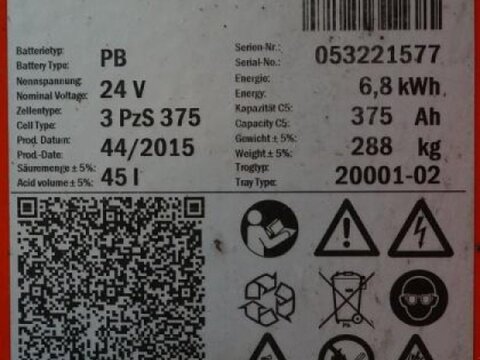 Batterietyp:
Battery Type: PB
Nennspannung:
Nominal Voltage: 24 V
Zellentype:
Cell Type: 3 PzS 375
Prod. Datum:
Prod.-Date: 44/2015
Säuremenge ± 5%:
Acid volume ± 5%: 45 l
Serien-Nr.:
Serial-No.: 053221577
Energie:
Energy: 6,8 kWh
Kapazität C5:
Capacity C5: 375 Ah
Gewicht ± 5%:
Weight ± 5%: 288 kg
Trogtyp:
Tray Type: 20001-02
Pb